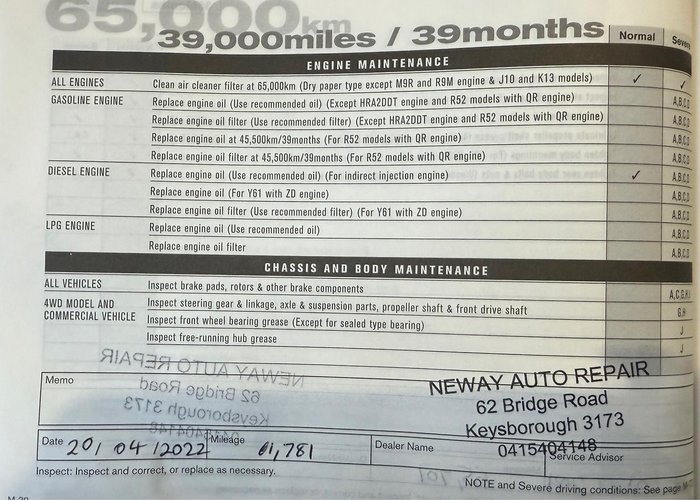 65,000km
39,000miles / 39months
Normal Severe
ENGINE MAINTENANCE
ALL ENGINES Clean air cleaner filter at 65,000km (Dry paper type except M9R and R9M engine & J10 and K13 models) ✓ ✓
GASOLINE ENGINE Replace engine oil (Use recommended oil) (Except HRA2DDT engine and R52 models with QR engine) A,B,C,D
Replace engine oil filter (Use recommended filter) (Except HRA2DDT engine and R52 models with QR engine) A,B,C,D
Replace engine oil at 45,500km/39months (For R52 models with QR engine) A,B,C,D
Replace engine oil filter at 45,500km/39months (For R52 models with QR engine) A,B,C,D
DIESEL ENGINE Replace engine oil (Use recommended oil) (For indirect injection engine) ✓ A,B,C,D
Replace engine oil (For Y61 with ZD engine) A,B,C,D
Replace engine oil filter (Use recommended filter) (For Y61 with ZD engine) A,B,C,D
LPG ENGINE Replace engine oil (Use recommended oil) A,B,C,D
Replace engine oil filter A,B,C,D
CHASSIS AND BODY MAINTENANCE
ALL VEHICLES Inspect brake pads, rotors & other brake components A,C,G,H
4WD MODEL AND Inspect steering gear & linkage, axle & suspension parts, propeller shaft & front drive shaft G,H
COMMERCIAL VEHICLE Inspect front wheel bearing grease (Except for sealed type bearing) J
Inspect free-running hub grease J
Memo
NEWAY AUTO REPAIR
62 Bridge Road
Keysborough 3173
0415404148
Date 20/ 04 /2022 Mileage 61,781 Dealer Name Service Advisor
Inspect: Inspect and correct, or replace as necessary.
NOTE and Severe driving conditions: See page
M-20